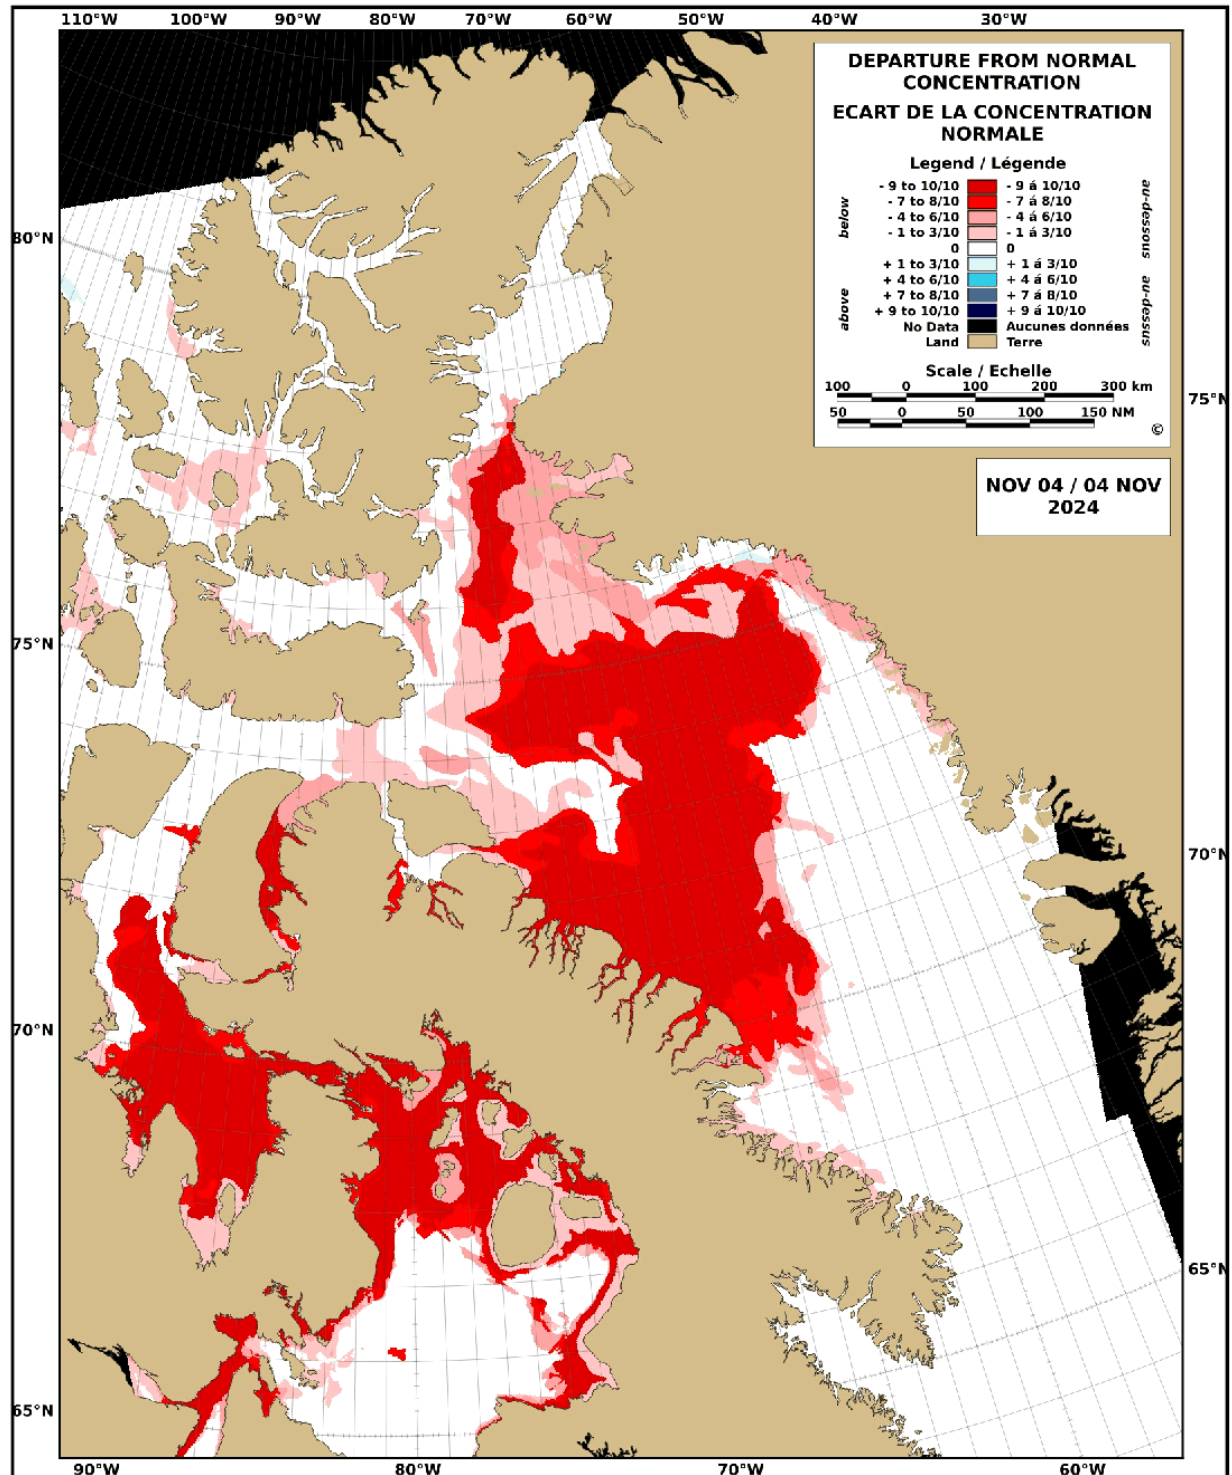 110°W 100°W 90°W 80°W 70°W 60°W 50°W 40°W 30°W
DEPARTURE FROM NORMAL
CONCENTRATION
ECART DE LA CONCENTRATION
NORMALE
Legend / Légende
- 9 to 10/10 - 9 á 10/10
- 7 to 8/10 - 7 á 8/10
- 4 to 6/10 - 4 á 6/10
- 1 to 3/10 - 1 á 3/10
0 0
+ 1 to 3/10 + 1 á 3/10
+ 4 to 6/10 + 4 á 6/10
+ 7 to 8/10 + 7 á 8/10
+ 9 to 10/10 + 9 á 10/10
No Data Aucunes données
Land Terre
below
above
au-dessous
au-dessus
Scale / Echelle
100 0 100 200 300 km
50 0 50 100 150 NM
©
NOV 04 / 04 NOV
2024
80°N
75°N
75°N
70°N
70°N
65°N
65°N
90°W 80°W 70°W 60°W